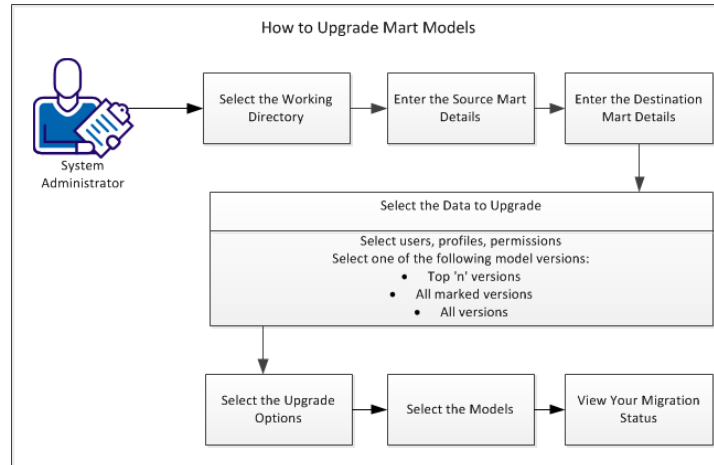 How to Upgrade Mart Models
System
Administrator
Select the Working
Directory
Enter the Source Mart
Details
Enter the Destination
Mart Details
Select the Data to Upgrade
Select users, profiles, permissions
Select one of the following model versions:
• Top 'n' versions
• All marked versions
• All versions
Select the Upgrade
Options
Select the Models
View Your Migration
Status